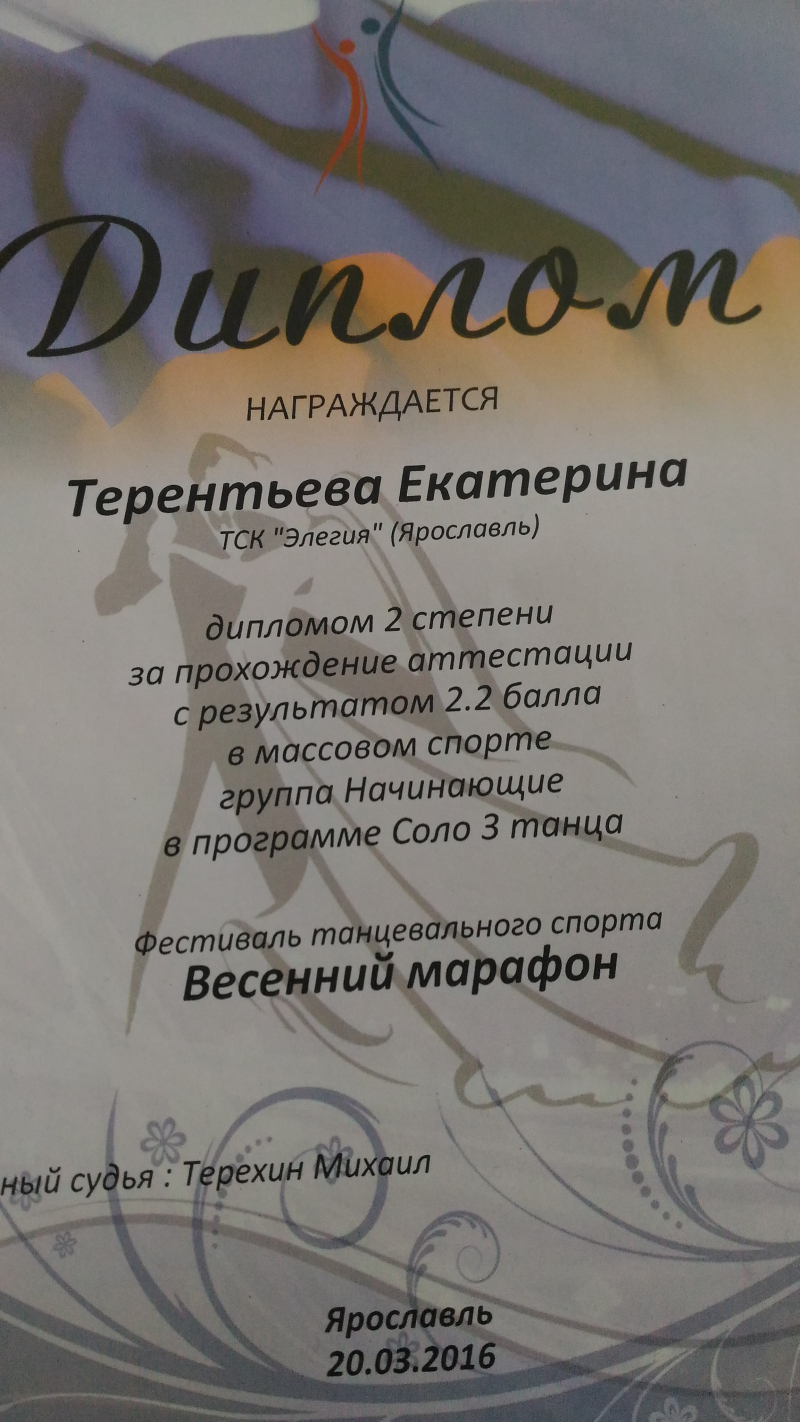 Диплом
НАГРАЖДАЕТСЯ
Терентьева Екатерина
ТСК "Элегия" (Ярославль)
дипломом 2 степени
за прохождение аттестации
с результатом 2.2 балла
в массовом спорте
группа Начинающие
в программе Соло 3 танца
Фестиваль танцевального спорта
Весенний марафон
ный судья : Терехин Михаил
Ярославль
20.03.2016